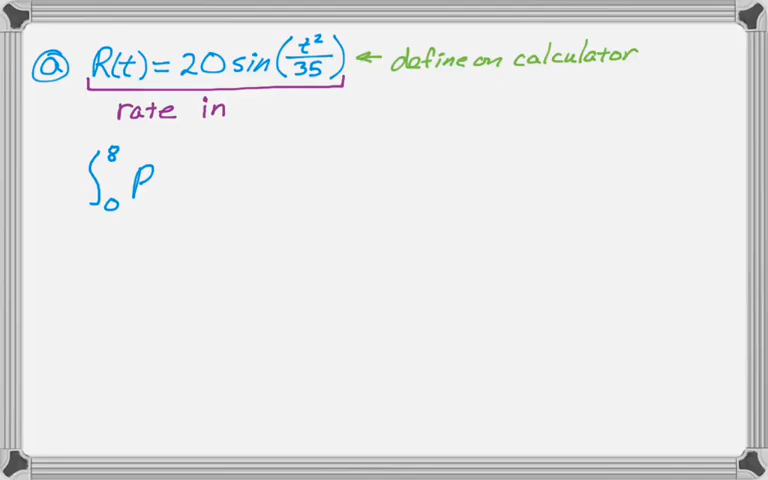 ⓐ R(t) = 20 sin(t²/35) ← define on calculator
rate in
∫₀⁸ P